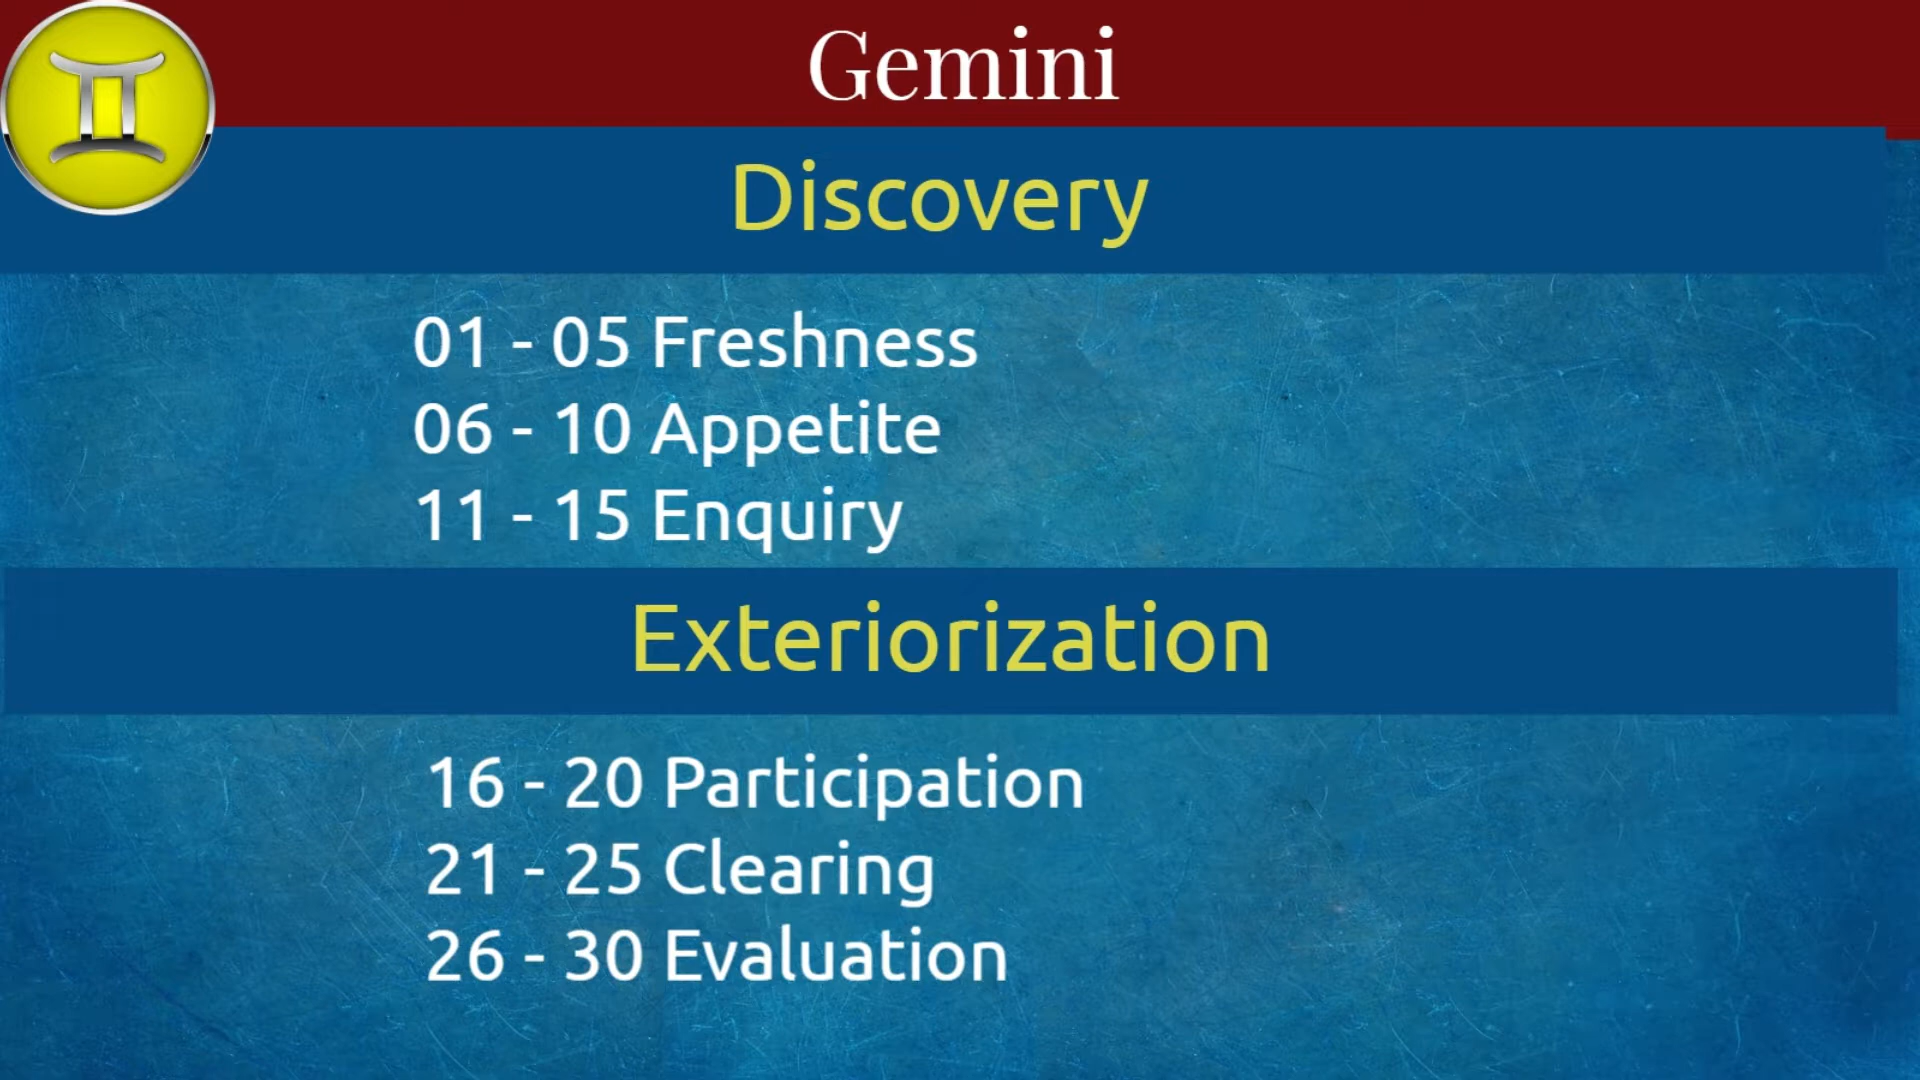 Gemini
Discovery
01 - 05 Freshness
06 - 10 Appetite
11 - 15 Enquiry
Exteriorization
16 - 20 Participation
21 - 25 Clearing
26 - 30 Evaluation